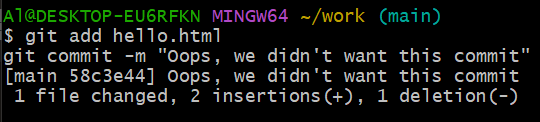 Al@DESKTOP-EU6RFKN MINGW64 ~/work (main)
$ git add hello.html
git commit -m "Oops, we didn't want this commit"
[main 58c3e44] Oops, we didn't want this commit
 1 file changed, 2 insertions(+), 1 deletion(-)